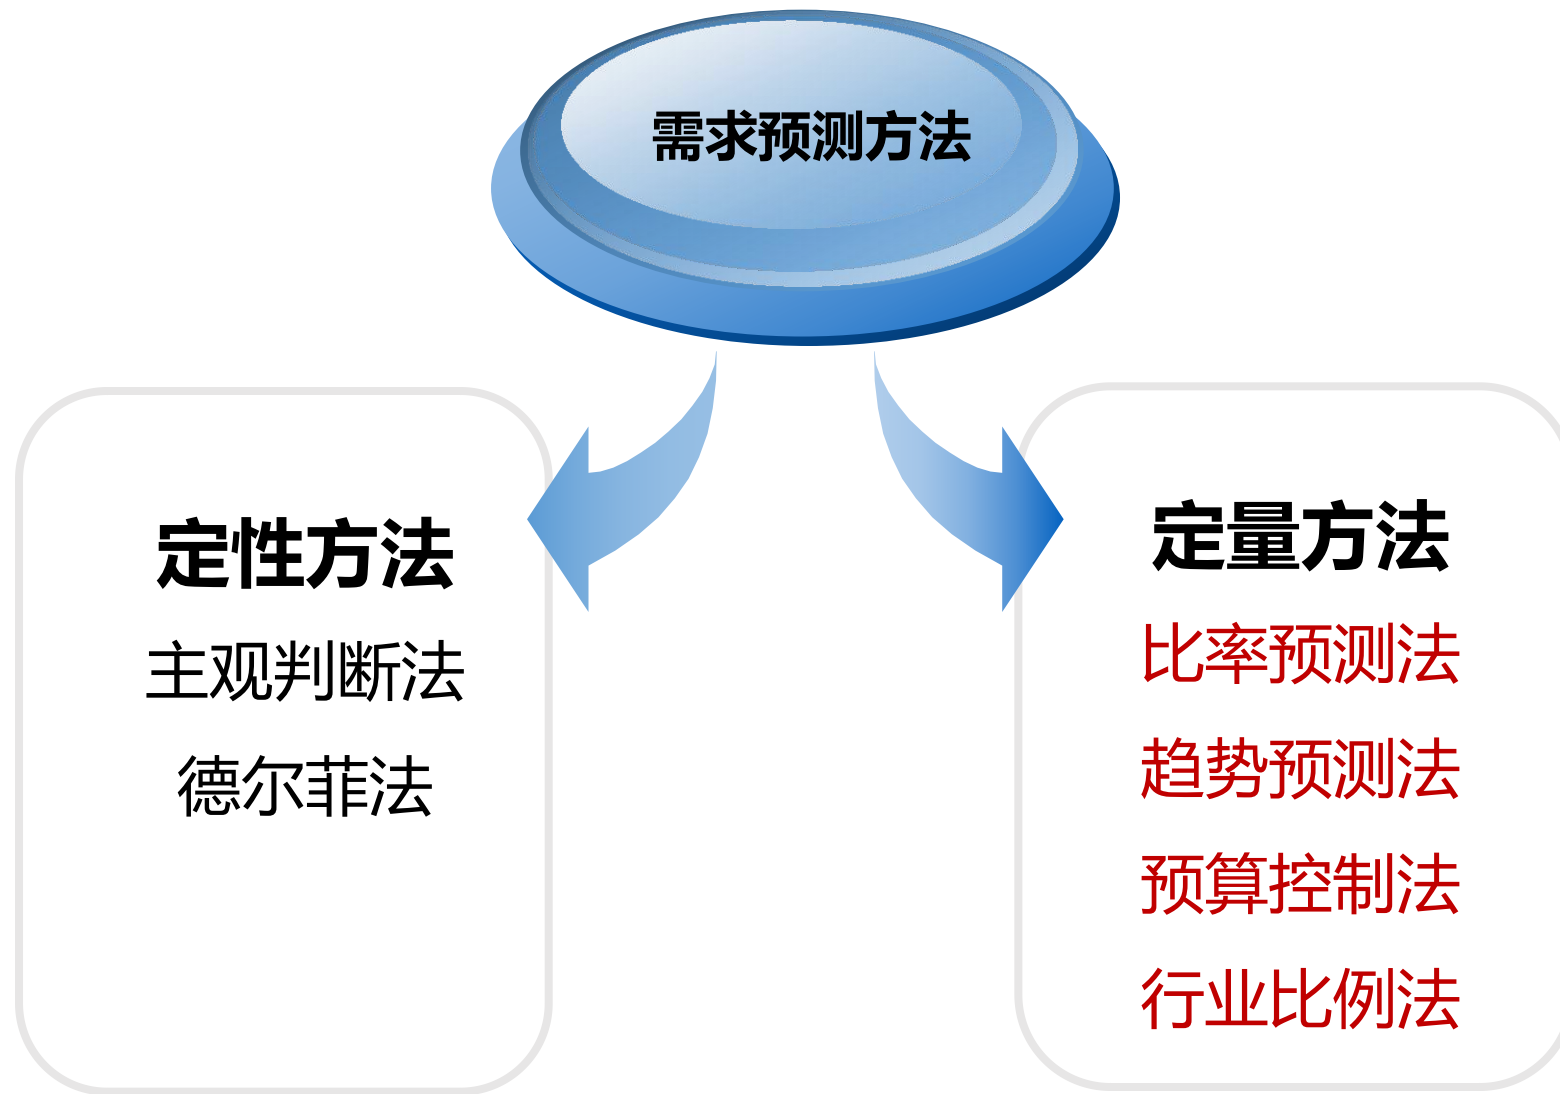 需求预测方法
定性方法
主观判断法
德尔菲法
定量方法
比率预测法
趋势预测法
预算控制法
行业比例法